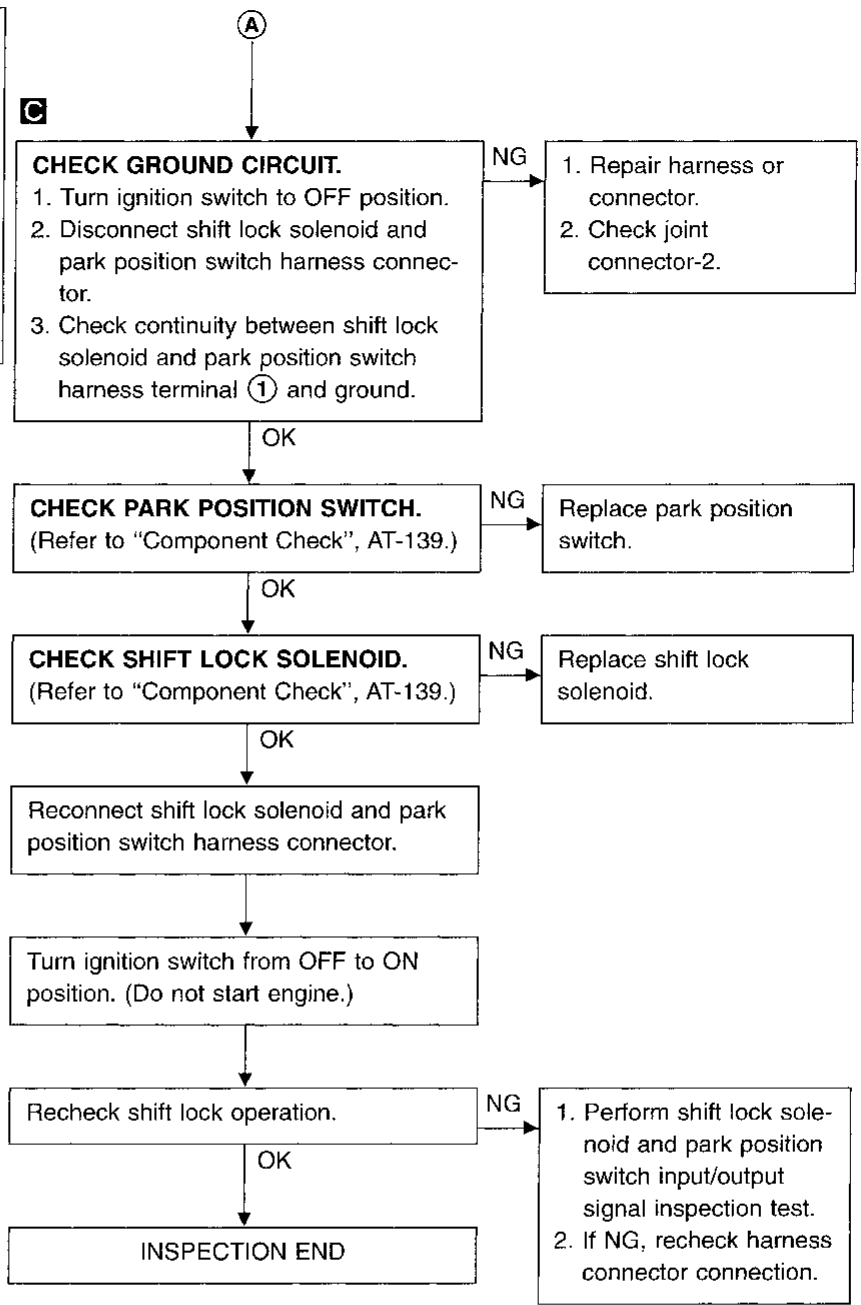 A
C
CHECK GROUND CIRCUIT.
1. Turn ignition switch to OFF position.
2. Disconnect shift lock solenoid and
park position switch harness connec-
tor.
3. Check continuity between shift lock
solenoid and park position switch
harness terminal ① and ground.
NG
1. Repair harness or
connector.
2. Check joint
connector-2.
OK
CHECK PARK POSITION SWITCH.
(Refer to “Component Check”, AT-139.)
NG
Replace park position
switch.
OK
CHECK SHIFT LOCK SOLENOID.
(Refer to “Component Check”, AT-139.)
NG
Replace shift lock
solenoid.
OK
Reconnect shift lock solenoid and park
position switch harness connector.
Turn ignition switch from OFF to ON
position. (Do not start engine.)
Recheck shift lock operation.
NG
1. Perform shift lock sole-
noid and park position
switch input/output
signal inspection test.
2. If NG, recheck harness
connector connection.
OK
INSPECTION END